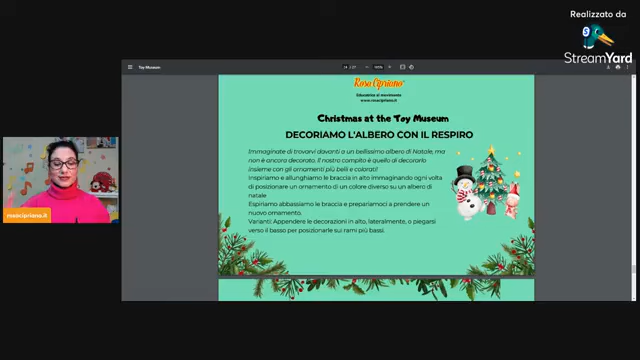 Realizzato da
StreamYard
Toy Museum
Rosa Cipriano
Educatrice al movimento
www.rosacipriano.it
Christmas at the Toy Museum
DECORIAMO L'ALBERO CON IL RESPIRO
Immaginate di trovarvi davanti a un bellissimo albero di Natale, ma
non è ancora decorato. Il nostro compito è quello di decorarlo
insieme con gli ornamenti più belli e colorati!
Inspiriamo e allunghiamo le braccia in alto immaginando ogni volta
di posizionare un ornamento di un colore diverso su un albero di
natale
Espiriamo abbassiamo le braccia e prepariamoci a prendere un
nuovo ornamento.
Varianti: Appendere le decorazioni in alto, lateralmente, o piegarsi
verso il basso per posizionarle sui rami più bassi.